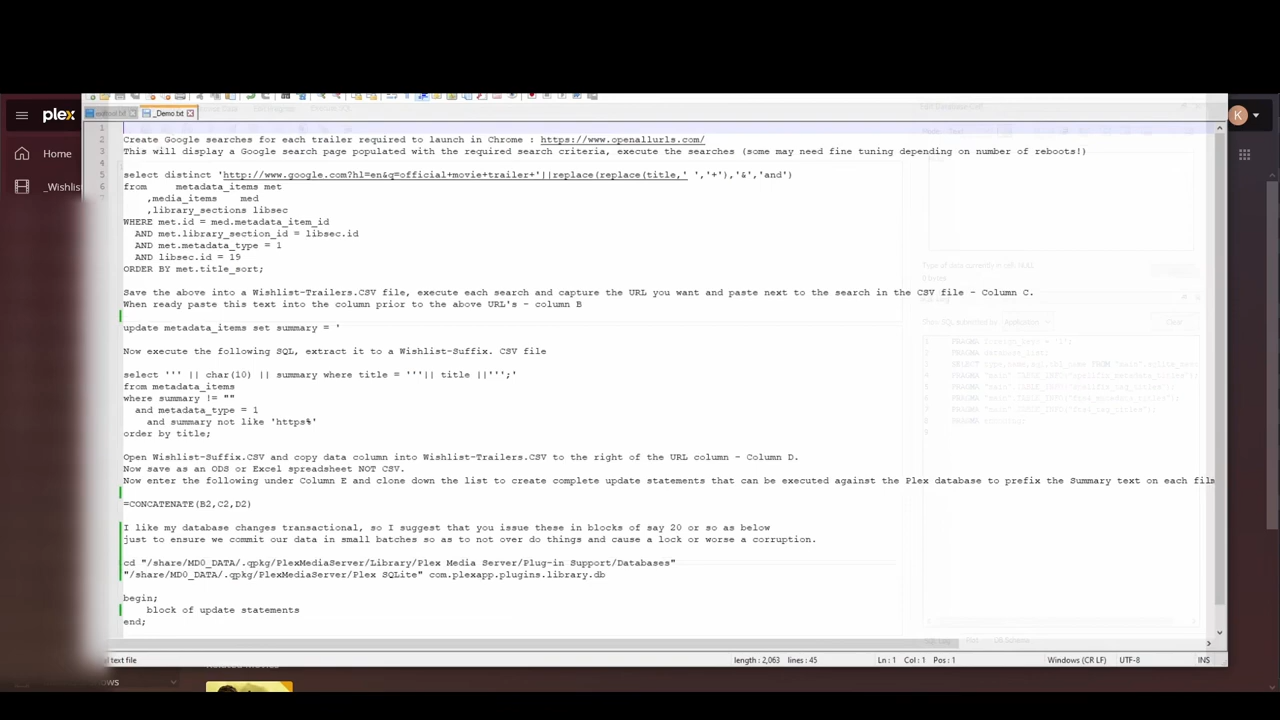 plex
K
_Demo.txt
Home
_Wishlis
1
2
3
Create Google searches for each trailer required to launch in Chrome : https://www.openallurls.com/
This will display a Google search page populated with the required search criteria, execute the searches (some may need fine tuning depending on number of reboots!)
select distinct 'http://www.google.com?hl=en&q=official+movie+trailer+'||replace(replace(title,' ','+'),'&','and')
from metadata_items met
,media_items med
,library_sections libsec
WHERE met.id = med.metadata_item_id
AND met.library_section_id = libsec.id
AND met.metadata_type = 1
AND libsec.id = 19
ORDER BY met.title_sort;
Save the above into a Wishlist-Trailers.CSV file, execute each search and capture the URL you want and paste next to the search in the CSV file - Column C.
When ready paste this text into the column prior to the above URL's - column B
update metadata_items set summary = '
Now execute the following SQL, extract it to a Wishlist-Suffix. CSV file
select ''' || char(10) || summary where title = '''|| title ||''';'
from metadata_items
where summary != ""
and metadata_type = 1
and summary not like 'https%'
order by title;
Open Wishlist-Suffix.CSV and copy data column into Wishlist-Trailers.CSV to the right of the URL column - Column D.
Now save as an ODS or Excel spreadsheet NOT CSV.
Now enter the following under Column E and clone down the list to create complete update statements that can be executed against the Plex database to prefix the Summary text on each film
=CONCATENATE(B2,C2,D2)
I like my database changes transactional, so I suggest that you issue these in blocks of say 20 or so as below
just to ensure we commit our data in small batches so as to not over do things and cause a lock or worse a corruption.
cd "/share/MD0_DATA/.qpkg/PlexMediaServer/Library/Plex Media Server/Plug-in Support/Databases"
"/share/MD0_DATA/.qpkg/PlexMediaServer/Plex SQLite" com.plexapp.plugins.library.db
begin;
block of update statements
end;
text file
length : 2,063 lines : 45
Ln : 1 Col : 1 Pos : 1
Windows (CR LF)
UTF-8
INS